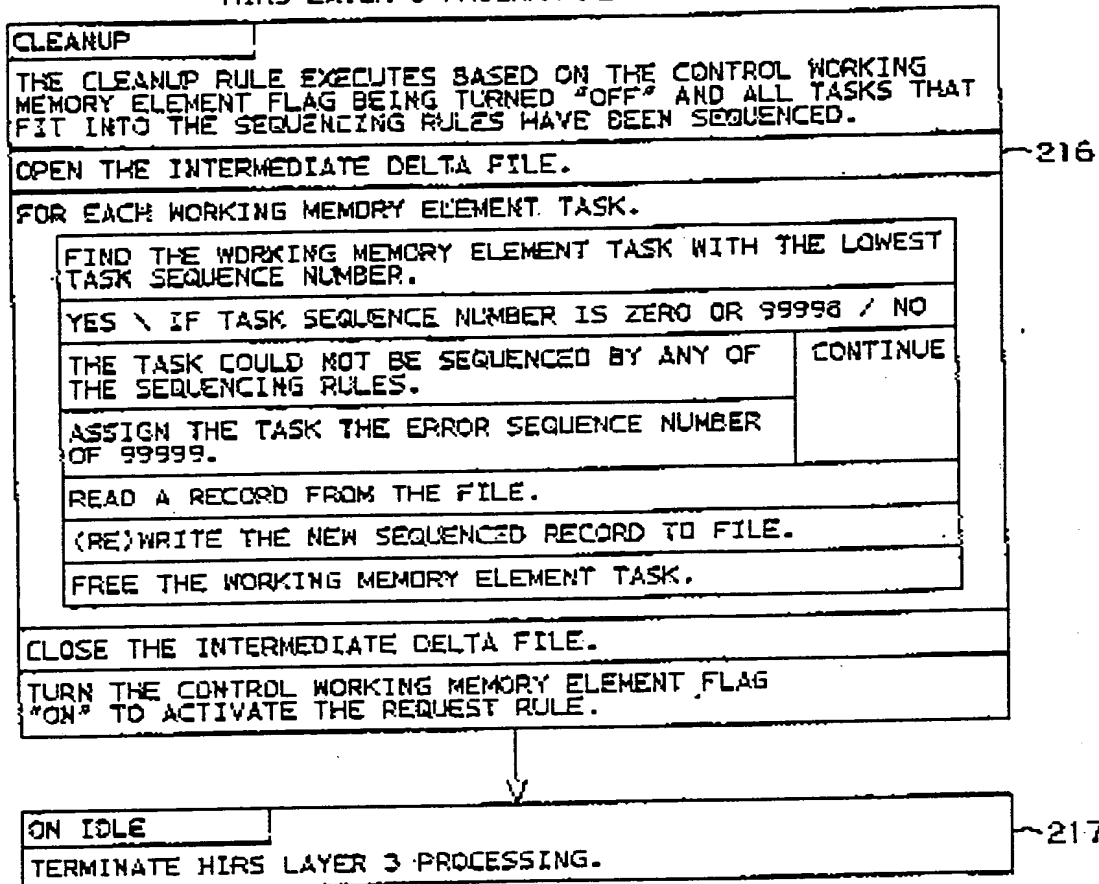 CLEANUP
THE CLEANUP RULE EXECUTES BASED ON THE CONTROL WORKING
MEMORY ELEMENT FLAG BEING TURNED "OFF" AND ALL TASKS THAT
FIT INTO THE SEQUENCING RULES HAVE BEEN SEQUENCED.
OPEN THE INTERMEDIATE DELTA FILE.
216
FOR EACH WORKING MEMORY ELEMENT TASK.
FIND THE WORKING MEMORY ELEMENT TASK WITH THE LOWEST
TASK SEQUENCE NUMBER.
YES \ IF TASK SEQUENCE NUMBER IS ZERO OR 99998 / NO
THE TASK COULD NOT BE SEQUENCED BY ANY OF
THE SEQUENCING RULES.
CONTINUE
ASSIGN THE TASK THE ERROR SEQUENCE NUMBER
OF 99999.
READ A RECORD FROM THE FILE.
(RE)WRITE THE NEW SEQUENCED RECORD TO FILE.
FREE THE WORKING MEMORY ELEMENT TASK.
CLOSE THE INTERMEDIATE DELTA FILE.
TURN THE CONTROL WORKING MEMORY ELEMENT FLAG
"ON" TO ACTIVATE THE REQUEST RULE.
ON IDLE
217
TERMINATE HIRS LAYER 3 PROCESSING.